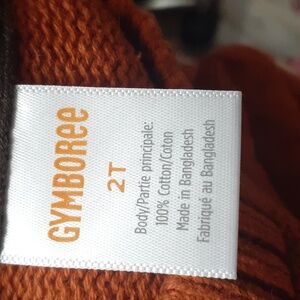 GYMBOREE
2T
Body/Partie principale:
100% Cotton/Coton
Made in Bangladesh
Fabriqué au Bangladesh